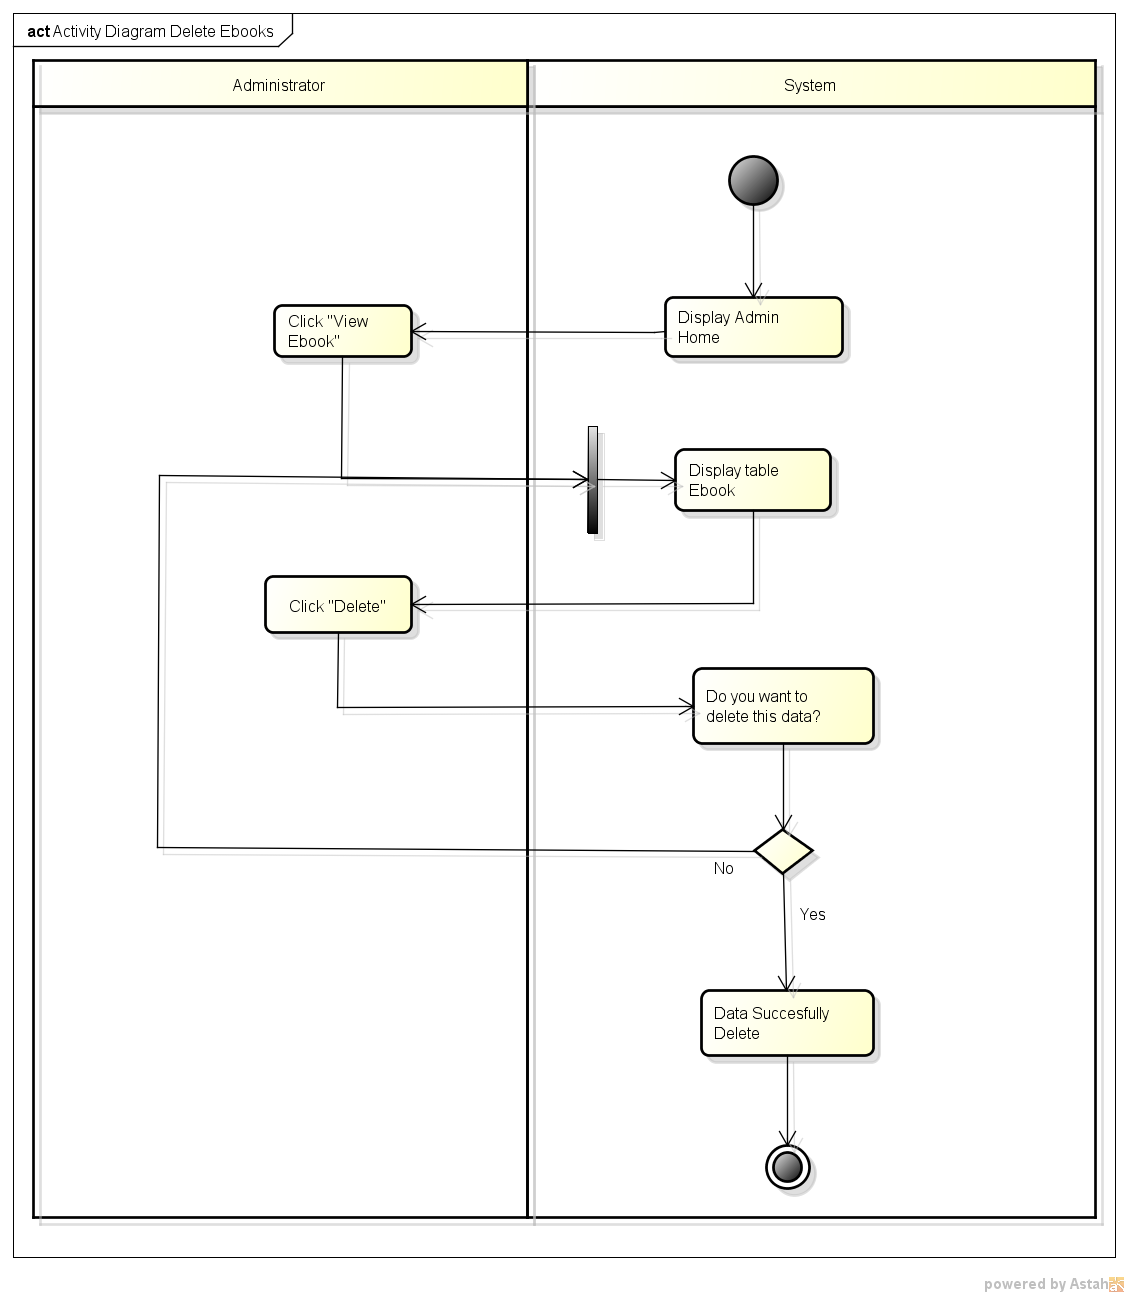 act Activity Diagram Delete Ebooks
Administrator
System
Click "View
Ebook"
Display Admin
Home
Display table
Ebook
Click "Delete"
Do you want to
delete this data?
No
Yes
Data Succesfully
Delete
powered by Astah